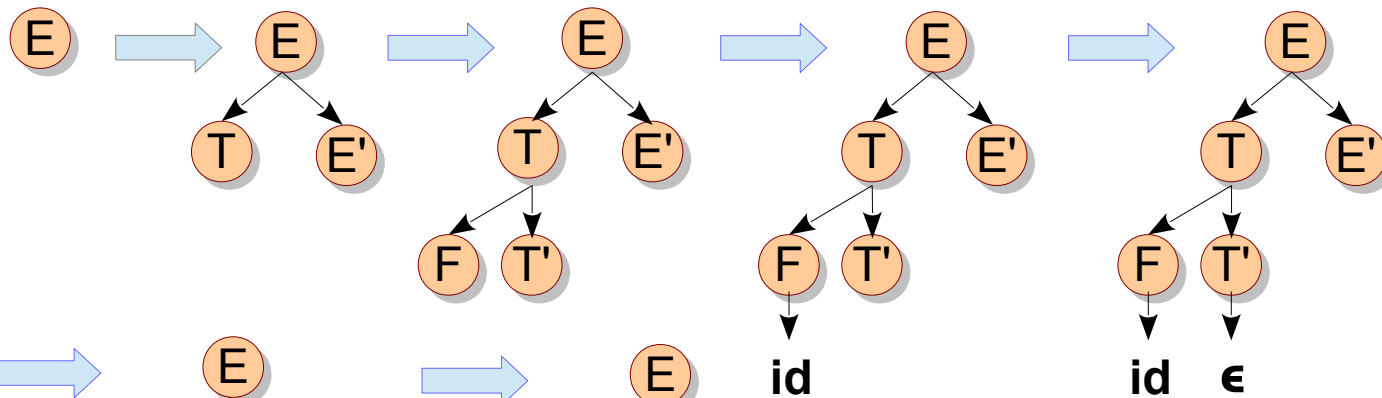 E E E E E
T E' T E' T E' T E'
F T' F T' F T'
E E id id ϵ